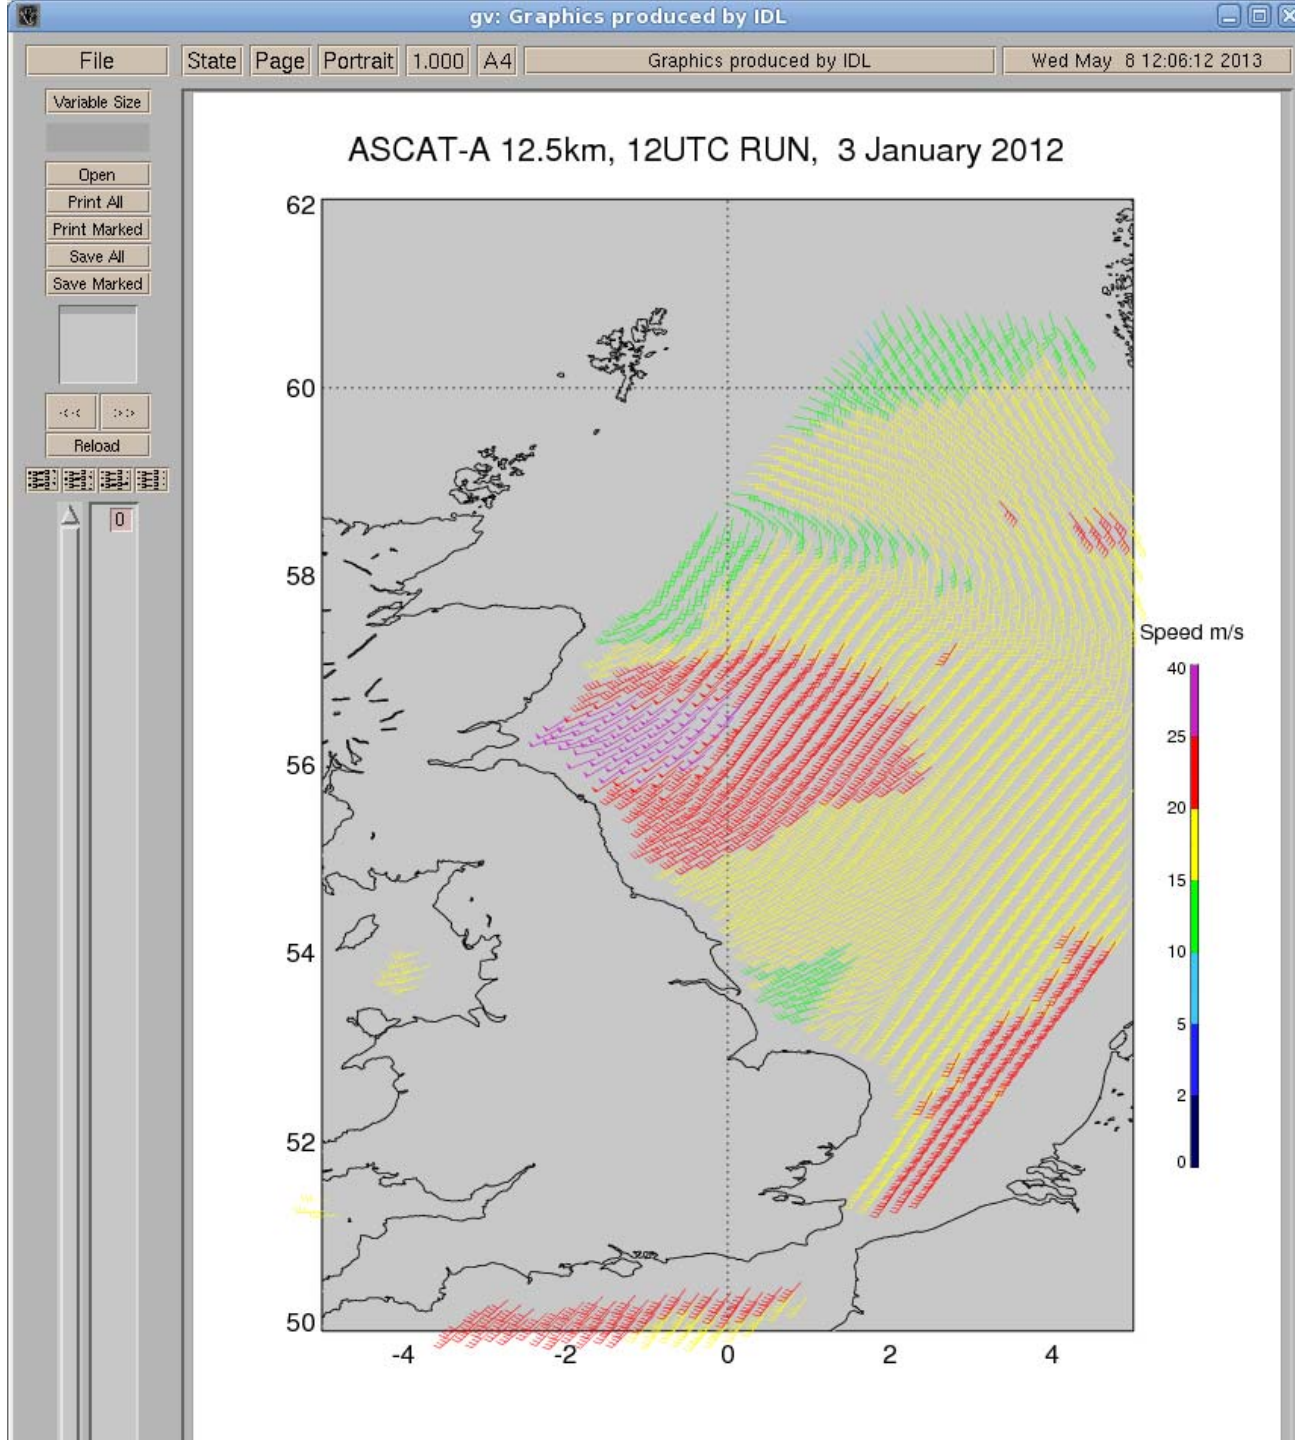 gv: Graphics produced by IDL
File State Page Portrait 1.000 A4 Graphics produced by IDL Wed May 8 12:06:12 2013
Variable Size
Open
Print All
Print Marked
Save All
Save Marked
<< >>
Reload
0
ASCAT-A 12.5km, 12UTC RUN, 3 January 2012
62
60
58
56
54
52
50
-4 -2 0 2 4
Speed m/s
40
25
20
15
10
5
2
0